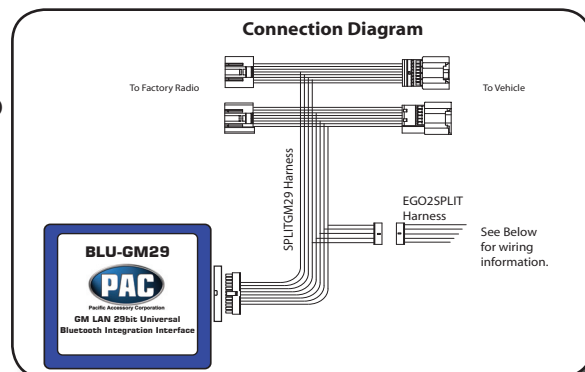 Connection Diagram
To Factory Radio
To Vehicle
SPLITGM29 Harness
EGO2SPLIT
Harness
See Below
for wiring
information.
BLU-GM29
PAC
Pacific Accessory Corporation
GM LAN 29bit Universal
Bluetooth Integration Interface